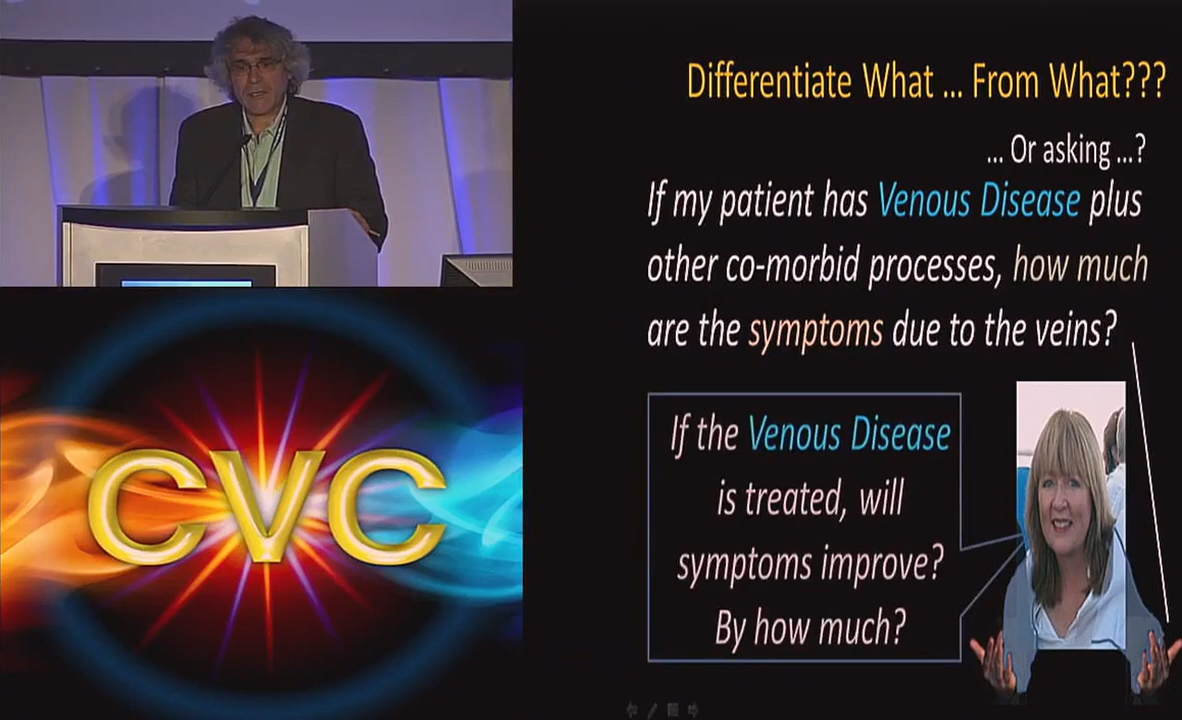 Differentiate What ... From What???
... Or asking ...?
If my patient has Venous Disease plus
other co-morbid processes, how much
are the symptoms due to the veins?
If the Venous Disease
is treated, will
symptoms improve?
By how much?
CVC